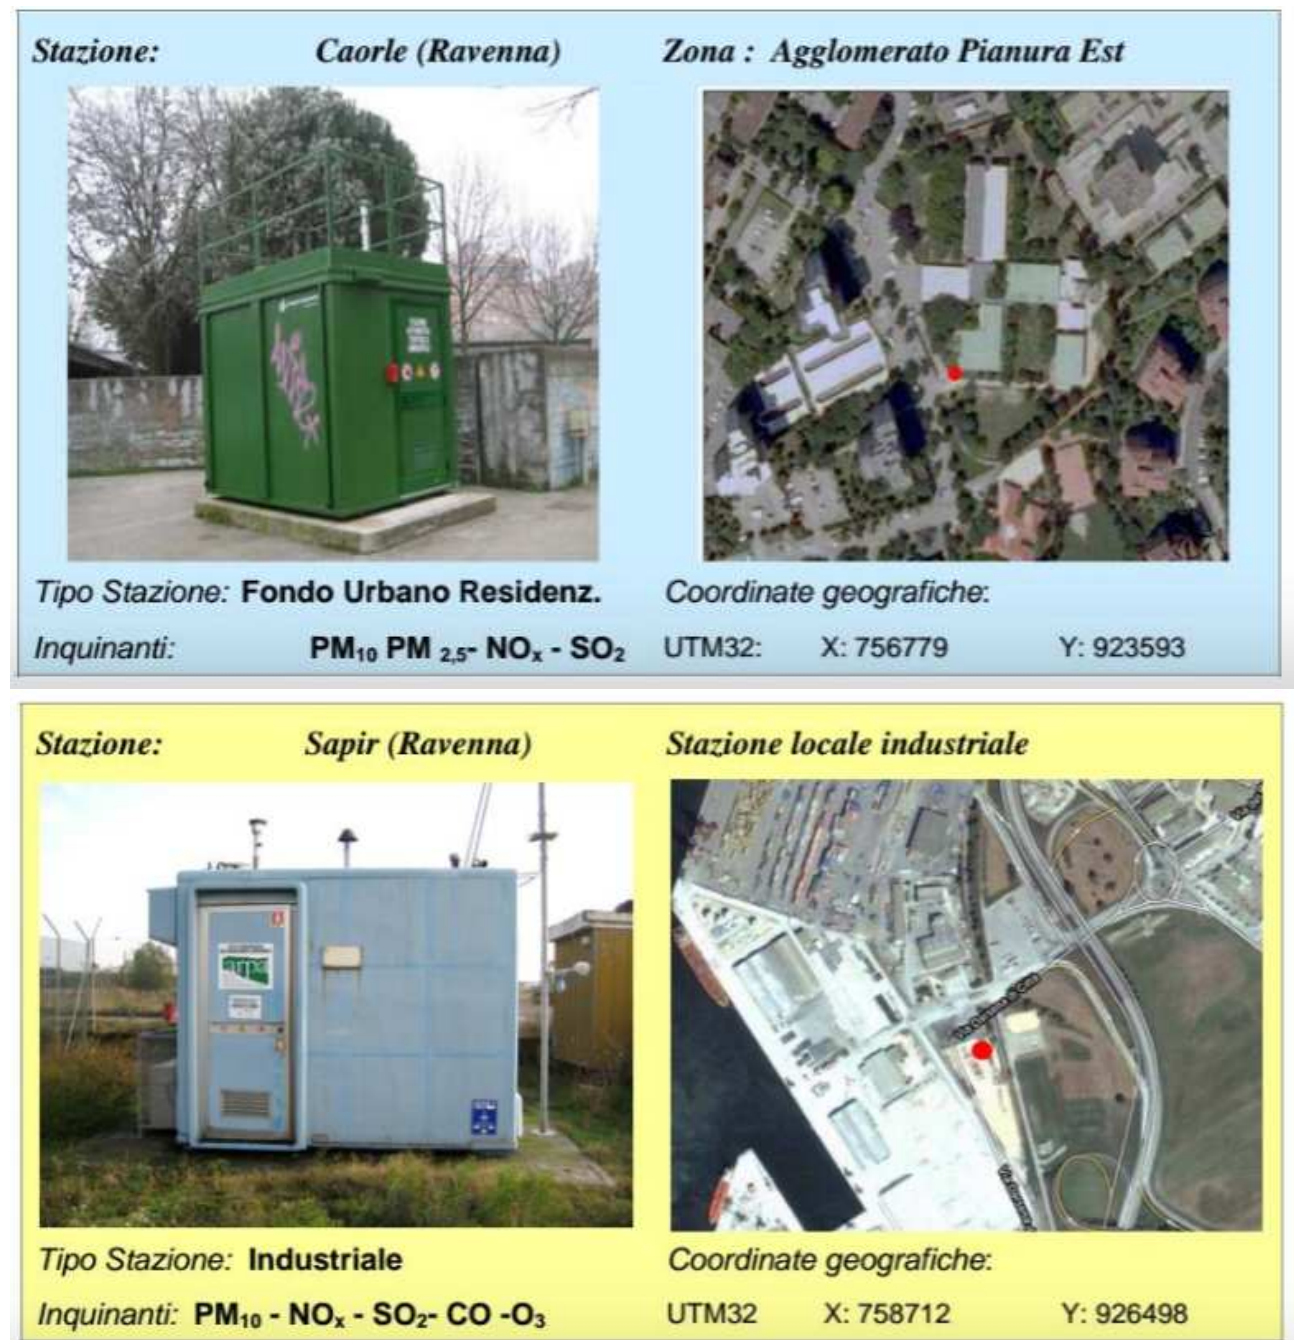 Stazione: Caorle (Ravenna) Zona : Agglomerato Pianura Est
Tipo Stazione: Fondo Urbano Residenz. Coordinate geografiche:
Inquinanti: PM10 PM 2,5- NOx - SO2 UTM32: X: 756779 Y: 923593
Stazione: Sapir (Ravenna) Stazione locale industriale
arpa
Tipo Stazione: Industriale Coordinate geografiche:
Inquinanti: PM10 - NOx - SO2- CO -O3 UTM32 X: 758712 Y: 926498